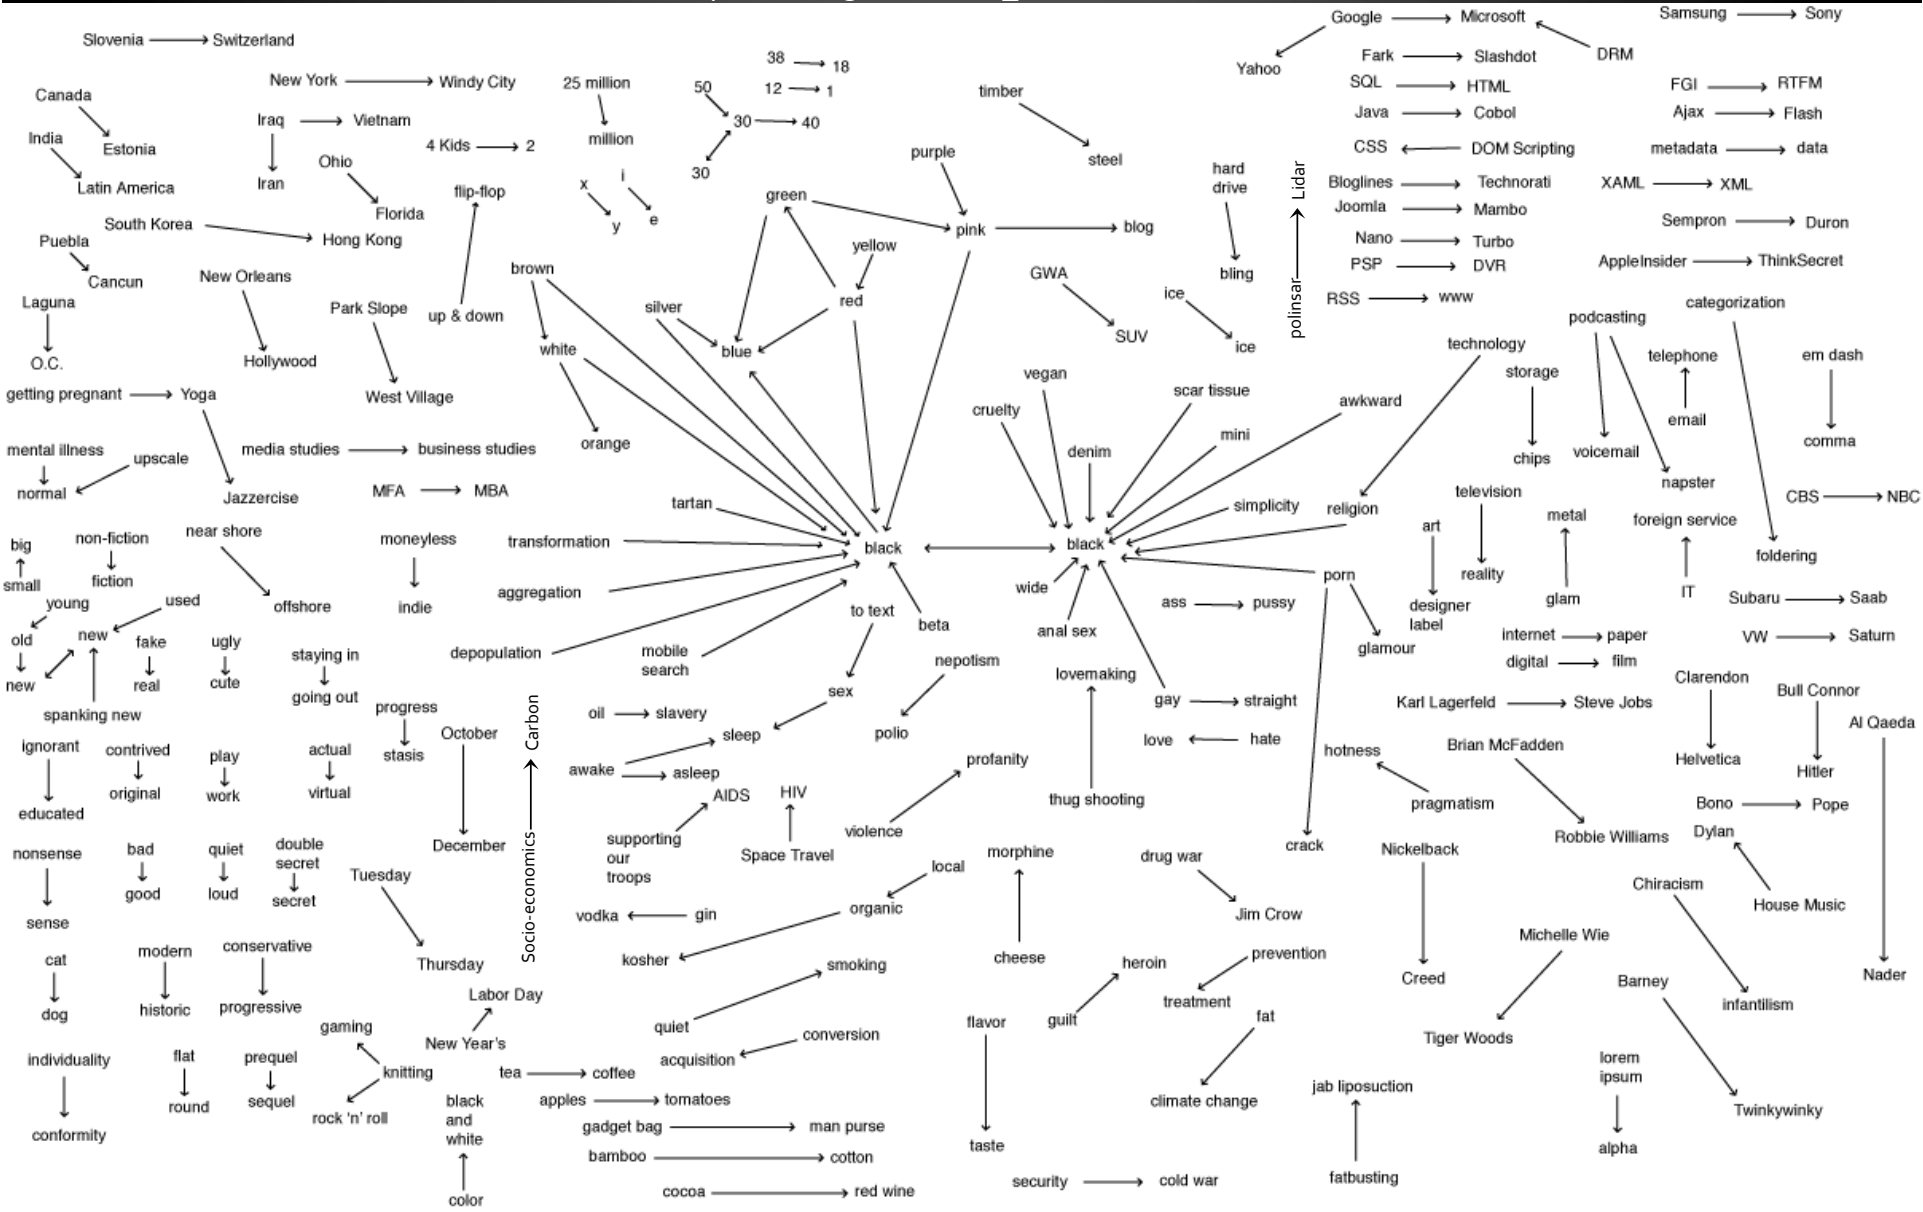 Slovenia
Switzerland
New York
Windy City
25 million
million
38
18
50
12
1
30
40
30
Canada
Estonia
India
Latin America
Iraq
Vietnam
Iran
Ohio
Florida
4 Kids
2
flip-flop
up & down
x
y
i
e
South Korea
Hong Kong
Puebla
Cancun
Laguna
O.C.
New Orleans
Hollywood
Park Slope
West Village
getting pregnant
Yoga
Jazzercise
media studies
business studies
MFA
MBA
mental illness
normal
upscale
timber
steel
purple
green
pink
blog
yellow
red
brown
silver
blue
white
orange
GWA
SUV
ice
ice
hard
drive
bling
polinsar
Lidar
Google
Microsoft
Yahoo
DRM
Samsung
Sony
Fark
Slashdot
SQL
HTML
Java
Cobol
CSS
DOM Scripting
Bloglines
Technorati
Joomla
Mambo
Nano
Turbo
PSP
DVR
RSS
www
FGI
RTFM
Ajax
Flash
metadata
data
XAML
XML
Sempron
Duron
AppleInsider
ThinkSecret
podcasting
categorization
technology
storage
chips
voicemail
telephone
email
napster
em dash
comma
foldering
CBS
NBC
vegan
cruelty
denim
scar tissue
mini
awkward
simplicity
religion
tartan
transformation
aggregation
depopulation
mobile
search
black
black
beta
wide
anal sex
porn
ass
pussy
glamour
crack
gay
straight
love
hate
lovemaking
thug shooting
television
reality
art
designer
label
metal
glam
foreign service
IT
Subaru
Saab
VW
Saturn
internet
paper
digital
film
Karl Lagerfeld
Steve Jobs
Clarendon
Helvetica
Bull Connor
Hitler
Al Qaeda
Nader
hotness
pragmatism
Brian McFadden
Robbie Williams
Bono
Pope
Dylan
House Music
Nickelback
Creed
Chiracism
infantilism
Michelle Wie
Tiger Woods
Barney
Twinkywinky
lorem
ipsum
alpha
big
small
non-fiction
fiction
near shore
offshore
moneyless
indie
young
old
new
new
used
spanking new
fake
real
ugly
cute
staying in
going out
progress
stasis
October
December
Socio-economics
Carbon
ignorant
educated
contrived
original
play
work
actual
virtual
nonsense
sense
bad
good
quiet
loud
double
secret
secret
Tuesday
Thursday
cat
dog
modern
historic
conservative
progressive
Labor Day
New Year's
gaming
knitting
rock 'n' roll
individuality
conformity
flat
round
prequel
sequel
black
and
white
color
to text
sex
sleep
nepotism
polio
oil
slavery
awake
asleep
AIDS
supporting
our
troops
HIV
Space Travel
profanity
violence
local
organic
kosher
vodka
gin
smoking
quiet
conversion
acquisition
tea
coffee
apples
tomatoes
gadget bag
man purse
bamboo
cotton
cocoa
red wine
morphine
cheese
drug war
Jim Crow
prevention
treatment
heroin
guilt
flavor
taste
fat
climate change
security
cold war
jab liposuction
fatbusting